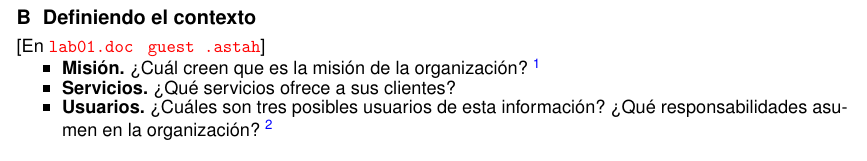 B Definiendo el contexto
[En lab01.doc guest .astah]
▪ Misión. ¿Cuál creen que es la misión de la organización? 1
▪ Servicios. ¿Qué servicios ofrece a sus clientes?
▪ Usuarios. ¿Cuáles son tres posibles usuarios de esta información? ¿Qué responsabilidades asu-
men en la organización? 2